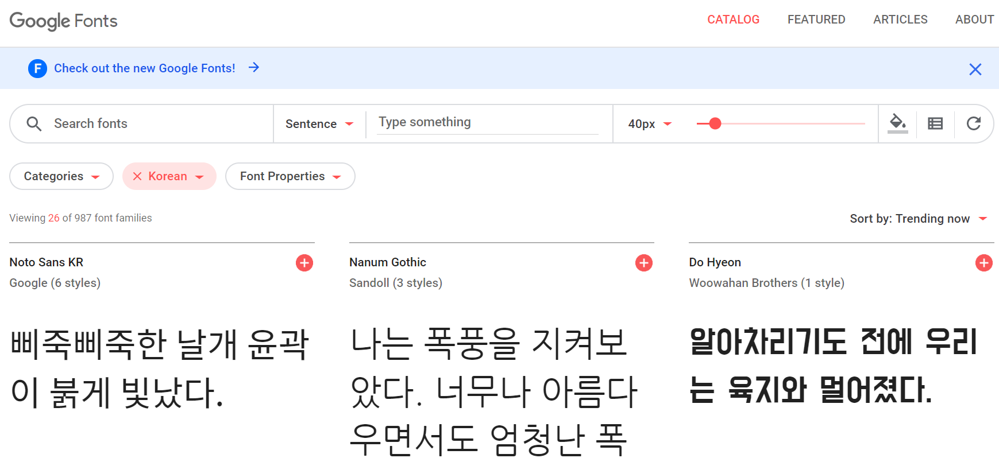 Google Fonts
CATALOG FEATURED ARTICLES ABOUT
F Check out the new Google Fonts!
Search fonts Sentence Type something 40px
Categories Korean Font Properties
Viewing 26 of 987 font families Sort by: Trending now
Noto Sans KR
Google (6 styles)
삐죽삐죽한 날개 윤곽
이 붉게 빛났다.
Nanum Gothic
Sandoll (3 styles)
나는 폭풍을 지켜보
았다. 너무나 아름다
우면서도 엄청난 폭
Do Hyeon
Woowahan Brothers (1 style)
알아차리기도 전에 우리
는 육지와 멀어졌다.